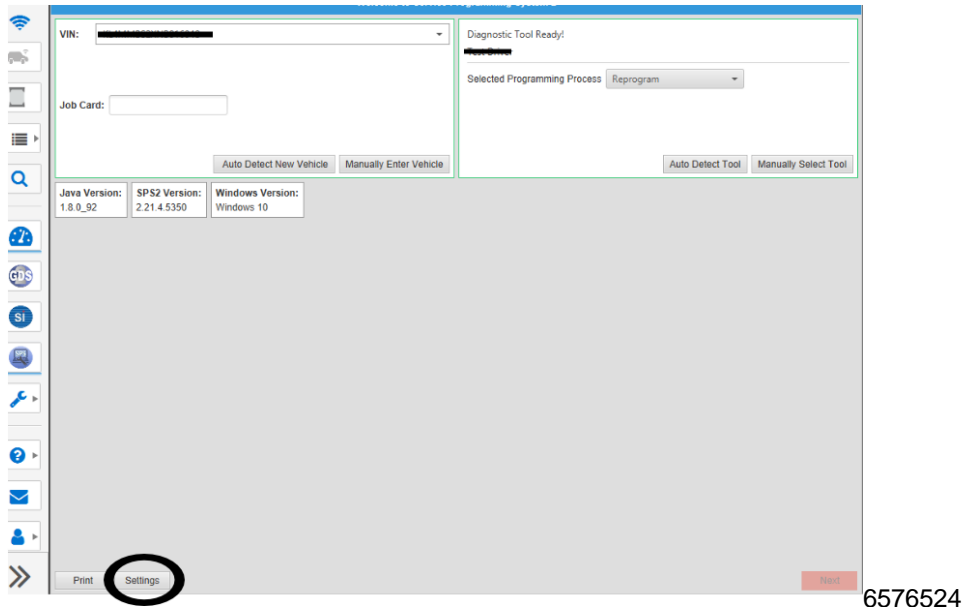 VIN:
Diagnostic Tool Ready!
Selected Programming Process Reprogram
Job Card:
Auto Detect New Vehicle Manually Enter Vehicle
Auto Detect Tool Manually Select Tool
Java Version: SPS2 Version: Windows Version:
1.8.0_92 2.21.4.5350 Windows 10
GDS
SI
Print Settings Next
6576524